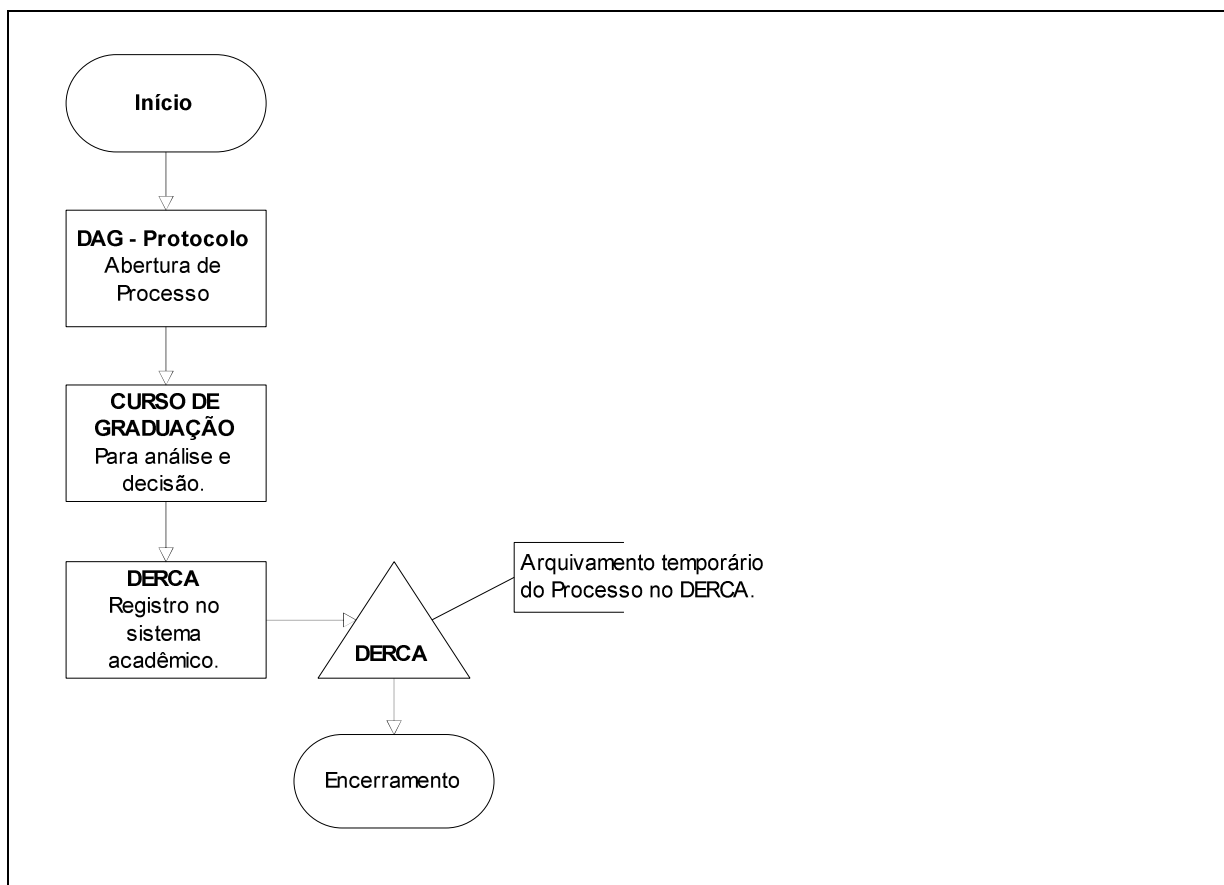 Início
DAG - Protocolo
Abertura de
Processo
CURSO DE
GRADUAÇÃO
Para análise e
decisão.
DERCA
Registro no
sistema
acadêmico.
DERCA
Arquivamento temporário
do Processo no DERCA.
Encerramento